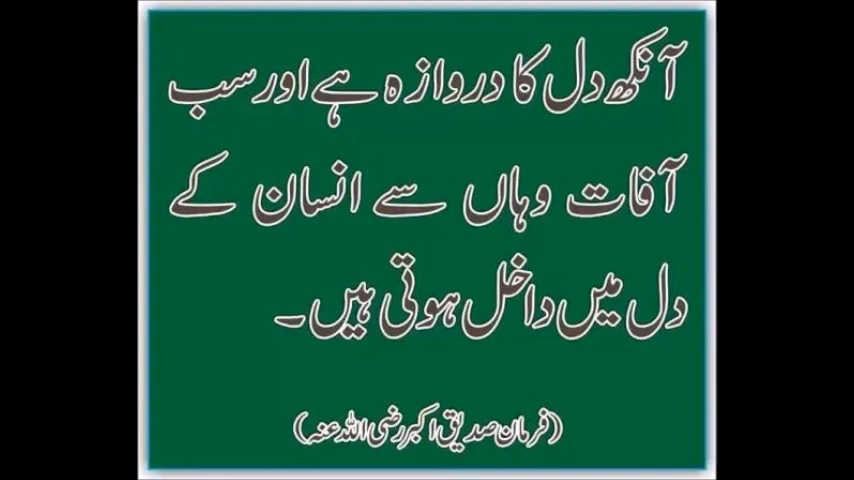 آنکھ دل کا دروازہ ہے اور سب
آفات وہاں سے انسان کے
دل میں داخل ہوتی ہیں۔
(فرمان صدیق اکبر رضی اللہ عنہ)